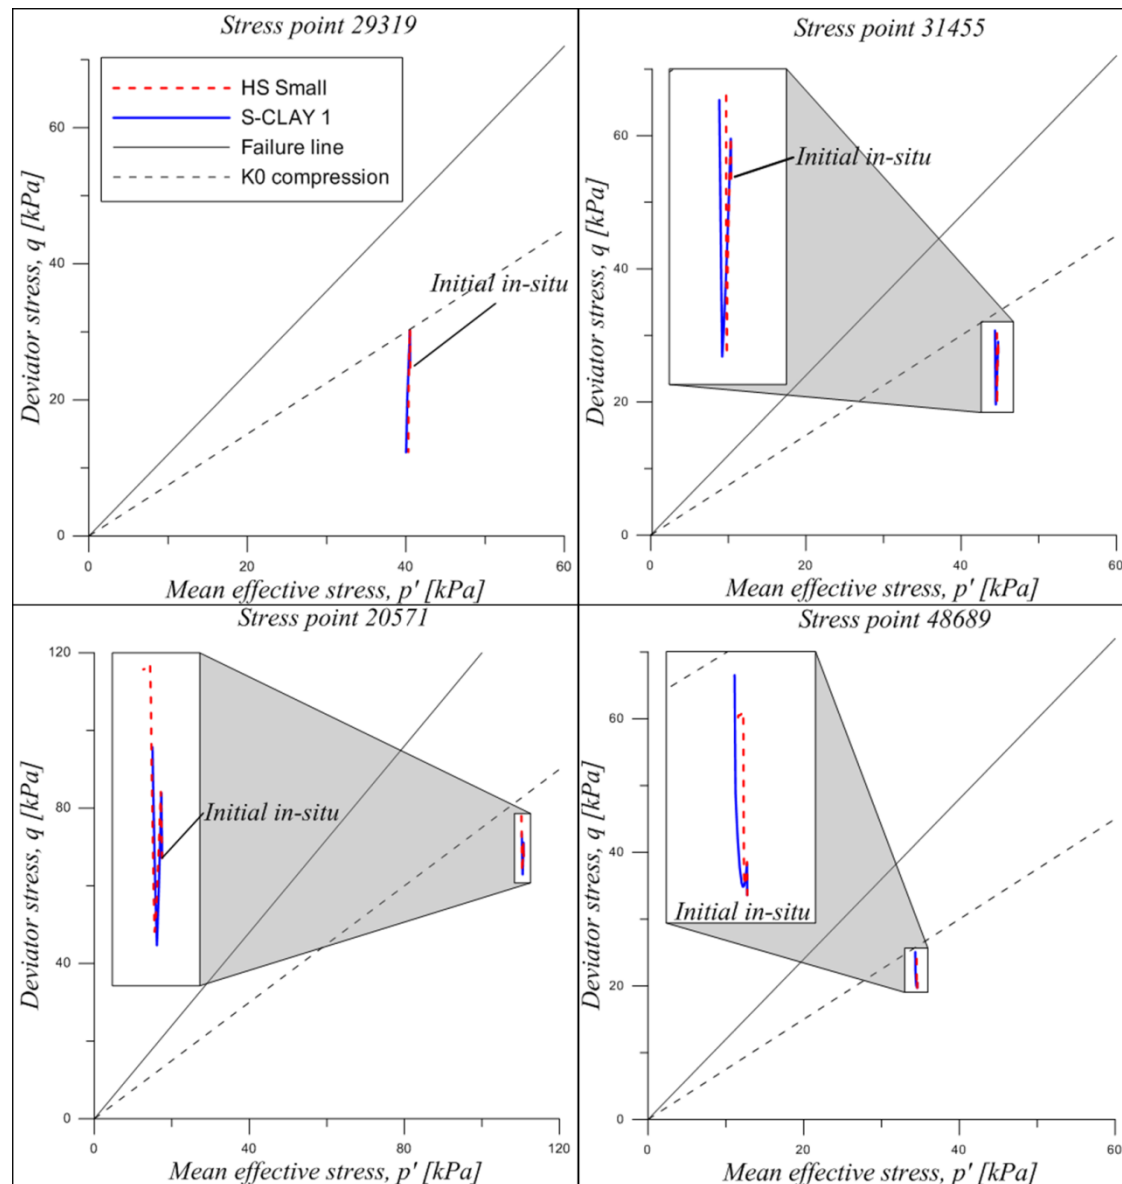 Stress point 29319
HS Small
S-CLAY 1
Failure line
K0 compression
Deviator stress, q [kPa]
60
40
20
0
Initial in-situ
0
20
40
60
Mean effective stress, p' [kPa]
Stress point 31455
Deviator stress, q [kPa]
60
40
20
0
Initial in-situ
0
20
40
60
Mean effective stress, p' [kPa]
Stress point 20571
Deviator stress, q [kPa]
120
80
40
0
Initial in-situ
0
40
80
120
Mean effective stress, p' [kPa]
Stress point 48689
Deviator stress, q [kPa]
60
40
20
0
Initial in-situ
0
20
40
60
Mean effective stress, p' [kPa]